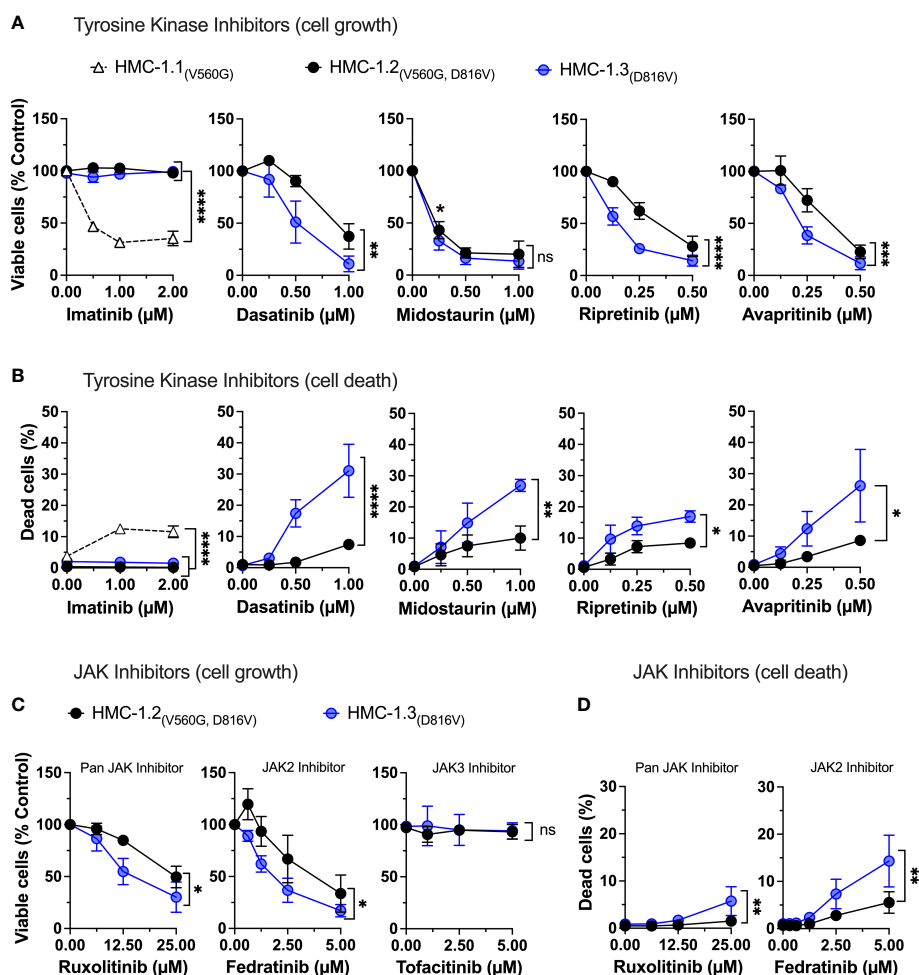 A
Tyrosine Kinase Inhibitors (cell growth)
HMC-1.1(V560G)
HMC-1.2(V560G, D816V)
HMC-1.3(D816V)
Viable cells (% Control)
150
100
50
0
0.00 1.00 2.00
Imatinib (µM)
****
150
100
50
0
0.00 0.50 1.00
Dasatinib (µM)
**
150
100
50
0
0.00 0.50 1.00
Midostaurin (µM)
*
ns
150
100
50
0
0.00 0.25 0.50
Ripretinib (µM)
****
150
100
50
0
0.00 0.25 0.50
Avapritinib (µM)
***
B
Tyrosine Kinase Inhibitors (cell death)
Dead cells (%)
50
40
30
20
10
0
0.00 1.00 2.00
Imatinib (µM)
****
50
40
30
20
10
0
0.00 0.50 1.00
Dasatinib (µM)
****
50
40
30
20
10
0
0.00 0.50 1.00
Midostaurin (µM)
**
50
40
30
20
10
0
0.00 0.25 0.50
Ripretinib (µM)
*
50
40
30
20
10
0
0.00 0.25 0.50
Avapritinib (µM)
*
JAK Inhibitors (cell growth)
C
HMC-1.2(V560G, D816V)
HMC-1.3(D816V)
Viable cells (% Control)
Pan JAK Inhibitor
150
100
50
0
0.00 12.50 25.00
Ruxolitinib (µM)
*
JAK2 Inhibitor
150
100
50
0
0.00 2.50 5.00
Fedratinib (µM)
*
JAK3 Inhibitor
150
100
50
0
0.00 2.50 5.00
Tofacitinib (µM)
ns
JAK Inhibitors (cell death)
D
Dead cells (%)
Pan JAK Inhibitor
30
20
10
0
0.00 12.50 25.00
Ruxolitinib (µM)
**
JAK2 Inhibitor
30
20
10
0
0.00 2.50 5.00
Fedratinib (µM)
**